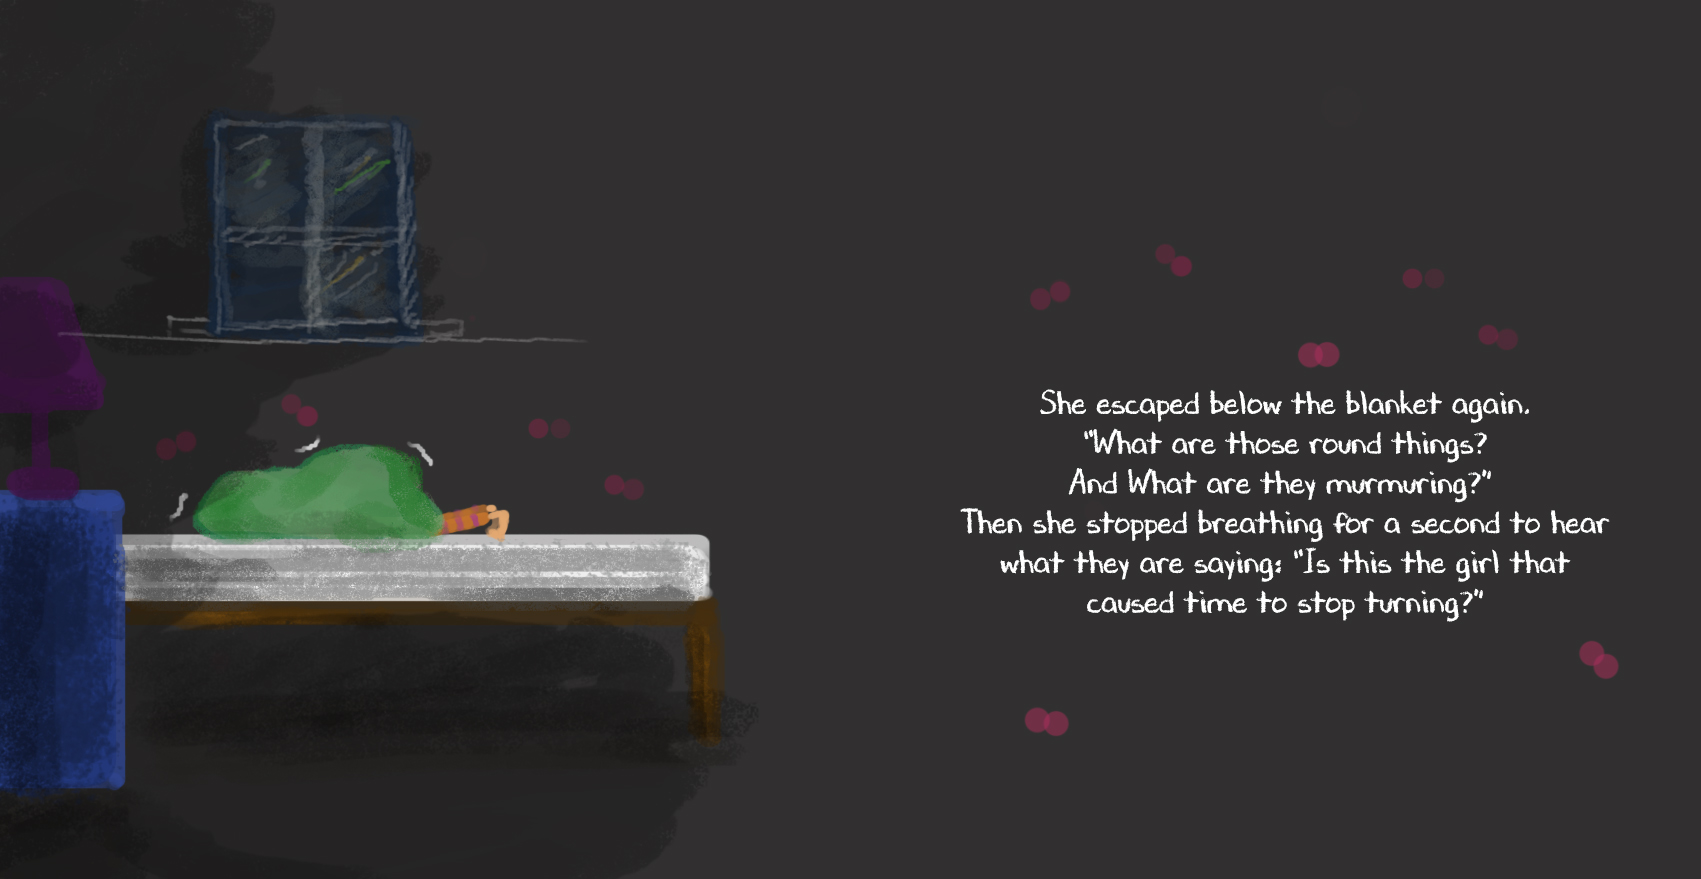 She escaped below the blanket again.
"What are those round things?
And What are they murmuring?"
Then she stopped breathing for a second to hear
what they are saying: "Is this the girl that
caused time to stop turning?"